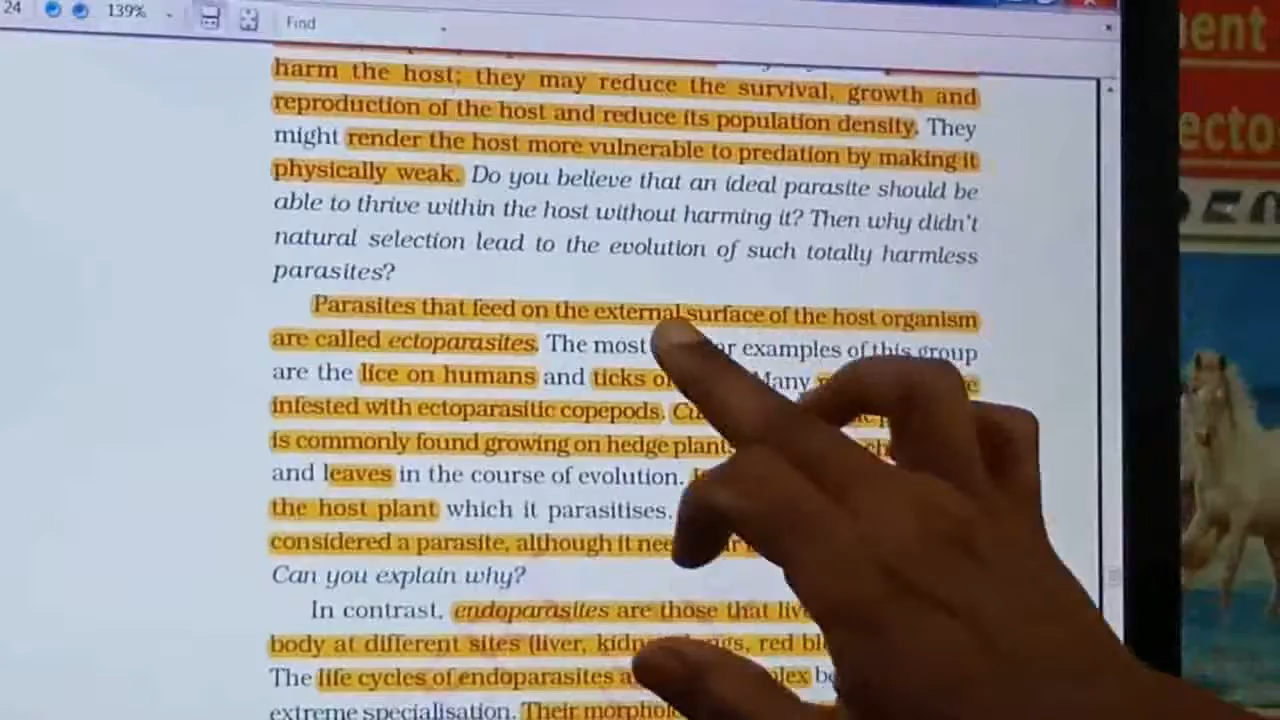 24 139% Find
harm the host; they may reduce the survival, growth and
reproduction of the host and reduce its population density. They
might render the host more vulnerable to predation by making it
physically weak. Do you believe that an ideal parasite should be
able to thrive within the host without harming it? Then why didn't
natural selection lead to the evolution of such totally harmless
parasites?
Parasites that feed on the external surface of the host organism
are called ectoparasites. The most examples of this group
are the lice on humans and ticks Many
infested with ectoparasitic copepods.
is commonly found growing on hedge
and leaves in the course of evolution.
the host plant which it parasitises.
considered a parasite, although it
Can you explain why?
In contrast, endoparasites are those that
body at different sites (liver, red
The life cycles of endoparasites
extreme specialisation. Their